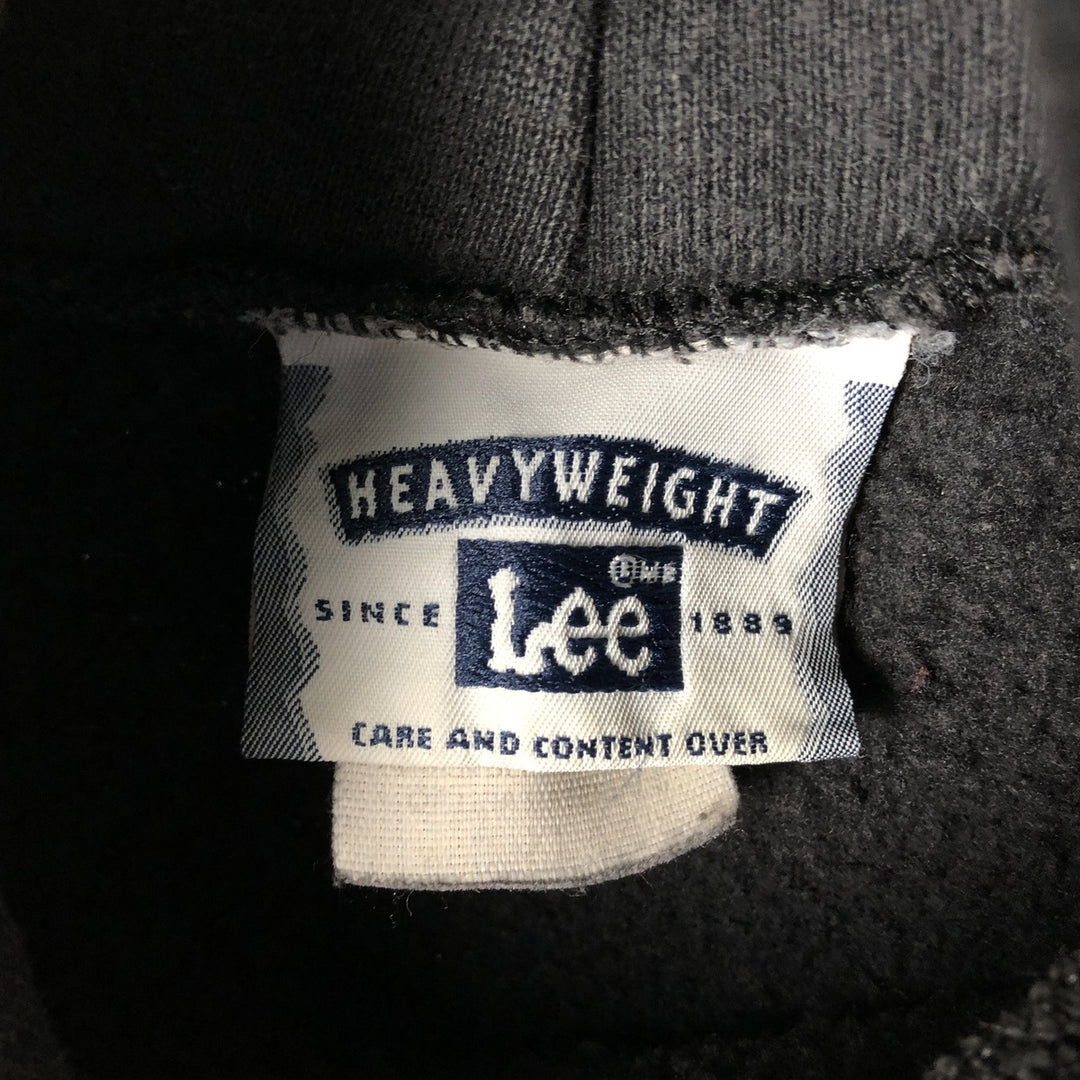 HEAVYWEIGHT
Lee
SINCE 1889
CARE AND CONTENT OVER